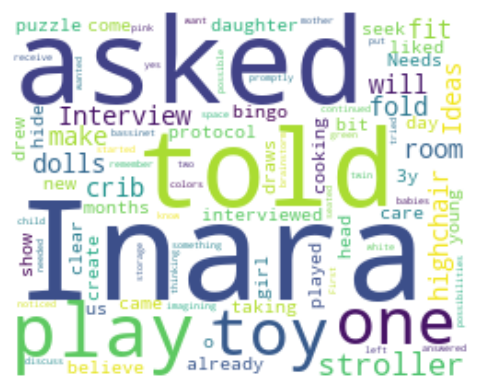 puzzle come pink daughter want mother seek fit
receive wanted yes possible put promptly liked Needs
asked
Interview bingo will fold Ideas
drew hide make bassinet space continued tried bit day
dolls remember started two protocol green room
crib told draws brainstorm cooking twin
new colors
months interviewed babies 3y care young
show clear child needed create Inara head
storage something thinking girl white played highchair
us First seated possibilities
noticed came taking o
play toy one
discuss already
believe imagining left answered stroller
know